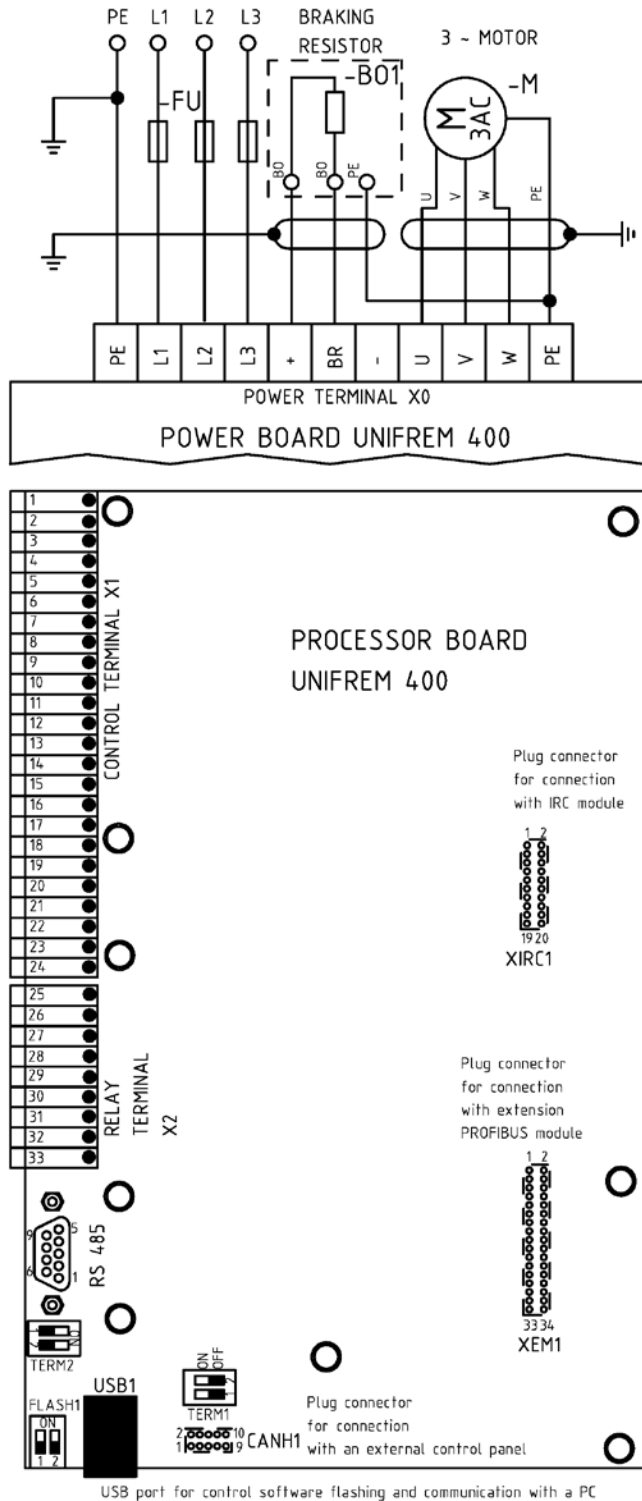 PE L1 L2 L3 BRAKING
RESISTOR 3 ~ MOTOR
-FU -BO1 -M
M
3AC
BO BO PE U V W PE
PE L1 L2 L3 + BR - U V W PE
POWER TERMINAL X0
POWER BOARD UNIFREM 400
1
2
3
4
5
6
7
8
9
10
11
12
13
14
15
16
17
18
19
20
21
22
23
24
CONTROL TERMINAL X1
PROCESSOR BOARD
UNIFREM 400
Plug connector
for connection
with IRC module
1 2
19 20
XIRC1
25
26
27
28
29
30
31
32
33
RELAY
TERMINAL
X2
Plug connector
for connection
with extension
PROFIBUS module
1 2
33 34
XEM1
9 5
6 1
RS 485
1 2 ON
TERM2
USB1
FLASH1
ON
1 2
ON OFF
1 2
TERM1
2 10
1 9
CANH1
Plug connector
for connection
with an external control panel
USB port for control software flashing and communication with a PC